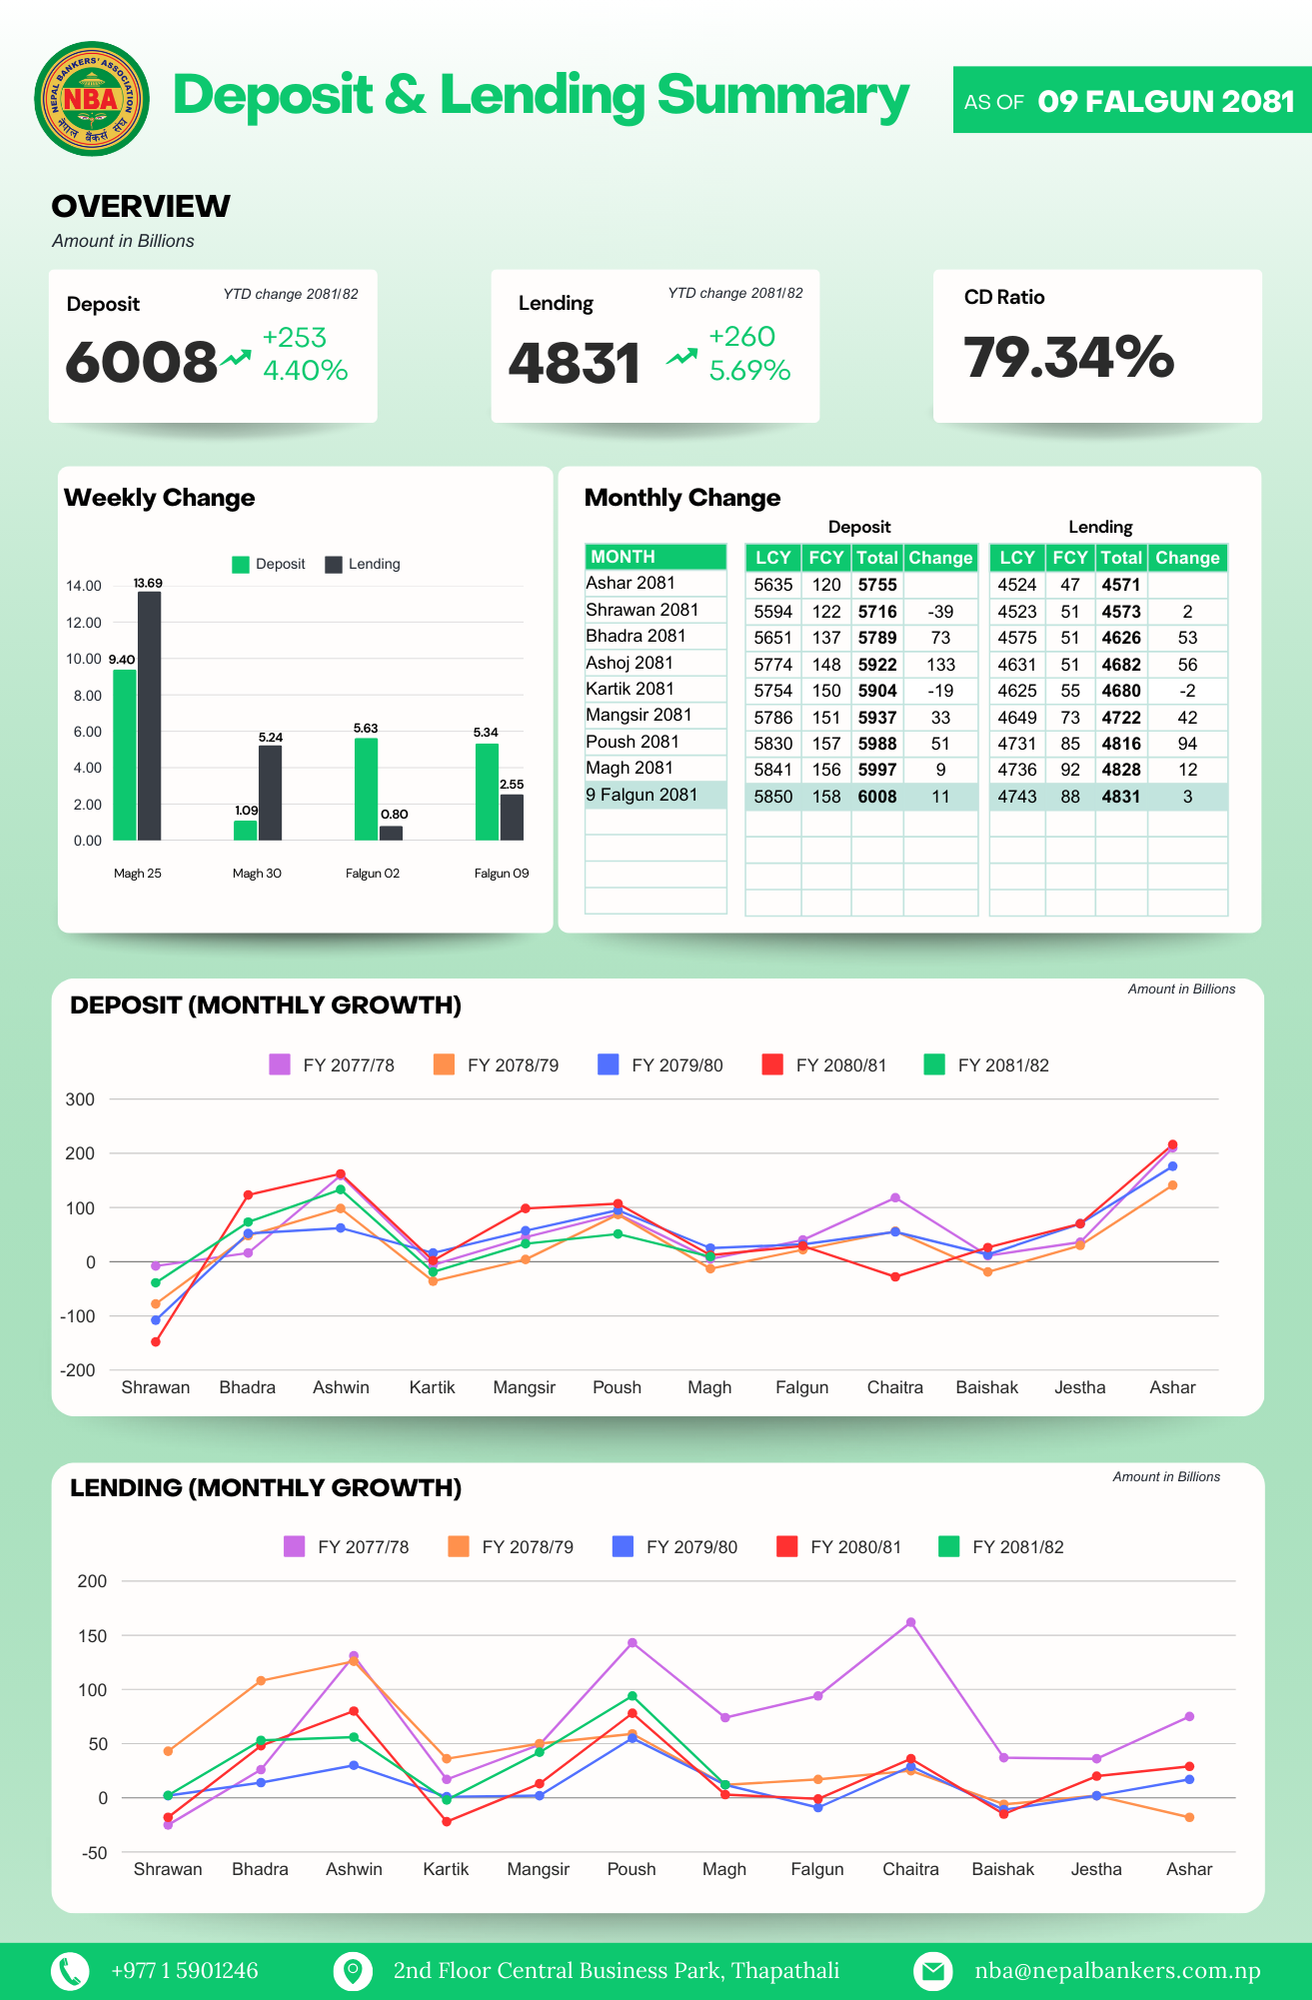 NEPAL BANKERS' ASSOCIATION
NBA
नेपाल बैंकर्स संघ
Deposit & Lending Summary
AS OF 09 FALGUN 2081
OVERVIEW
Amount in Billions
Deposit
YTD change 2081/82
6008
+253
4.40%
Lending
YTD change 2081/82
4831
+260
5.69%
CD Ratio
79.34%
Weekly Change
Deposit Lending
14.00
12.00
10.00
8.00
6.00
4.00
2.00
0.00
9.40 13.69
1.09 5.24
5.63 0.80
5.34 2.55
Magh 25 Magh 30 Falgun 02 Falgun 09
Monthly Change
Deposit Lending
MONTH LCY FCY Total Change LCY FCY Total Change
Ashar 2081 5635 120 5755 4524 47 4571
Shrawan 2081 5594 122 5716 -39 4523 51 4573 2
Bhadra 2081 5651 137 5789 73 4575 51 4626 53
Ashoj 2081 5774 148 5922 133 4631 51 4682 56
Kartik 2081 5754 150 5904 -19 4625 55 4680 -2
Mangsir 2081 5786 151 5937 33 4649 73 4722 42
Poush 2081 5830 157 5988 51 4731 85 4816 94
Magh 2081 5841 156 5997 9 4736 92 4828 12
9 Falgun 2081 5850 158 6008 11 4743 88 4831 3
DEPOSIT (MONTHLY GROWTH)
Amount in Billions
FY 2077/78 FY 2078/79 FY 2079/80 FY 2080/81 FY 2081/82
300
200
100
0
-100
-200
Shrawan Bhadra Ashwin Kartik Mangsir Poush Magh Falgun Chaitra Baishak Jestha Ashar
LENDING (MONTHLY GROWTH)
Amount in Billions
FY 2077/78 FY 2078/79 FY 2079/80 FY 2080/81 FY 2081/82
200
150
100
50
0
-50
Shrawan Bhadra Ashwin Kartik Mangsir Poush Magh Falgun Chaitra Baishak Jestha Ashar
+977 1 5901246 2nd Floor Central Business Park, Thapathali nba@nepalbankers.com.np